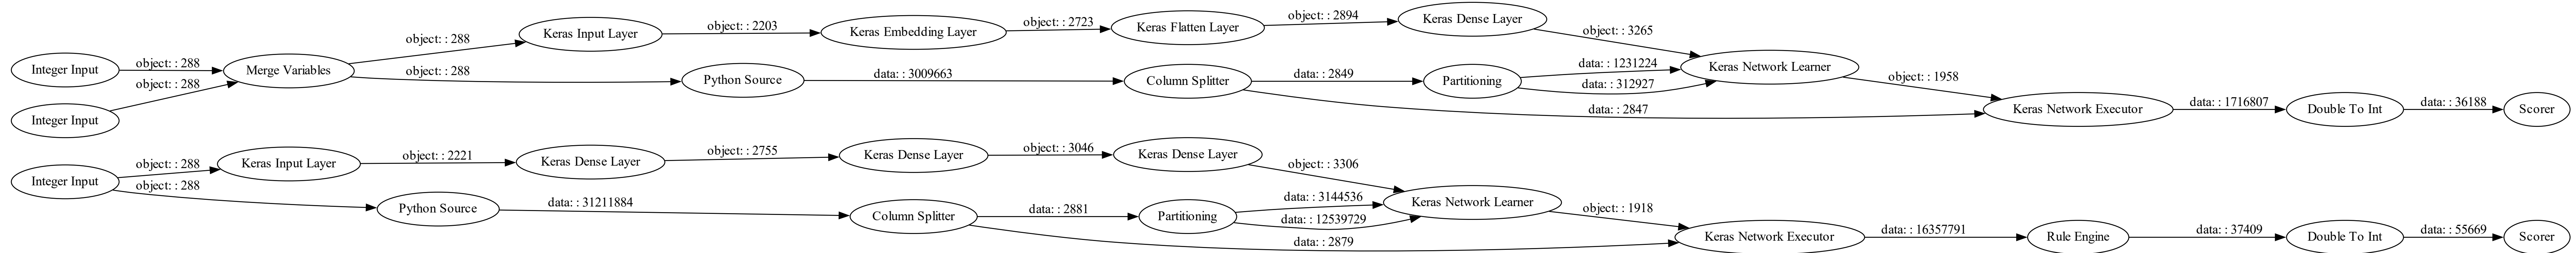 Integer Input
object: : 288
Integer Input
object: : 288
Merge Variables
object: : 288
object: : 288
Keras Input Layer
object: : 2203
Keras Embedding Layer
object: : 2723
Keras Flatten Layer
object: : 2894
Keras Dense Layer
object: : 3265
Python Source
data: : 3009663
Column Splitter
data: : 2849
Partitioning
data: : 1231224
data: : 312927
data: : 2847
Keras Network Learner
object: : 1958
Keras Network Executor
data: : 1716807
Double To Int
data: : 36188
Scorer
Integer Input
object: : 288
object: : 288
Keras Input Layer
object: : 2221
Keras Dense Layer
object: : 2755
Keras Dense Layer
object: : 3046
Keras Dense Layer
object: : 3306
Python Source
data: : 31211884
Column Splitter
data: : 2881
Partitioning
data: : 3144536
data: : 12539729
data: : 2879
Keras Network Learner
object: : 1918
Keras Network Executor
data: : 16357791
Rule Engine
data: : 37409
Double To Int
data: : 55669
Scorer